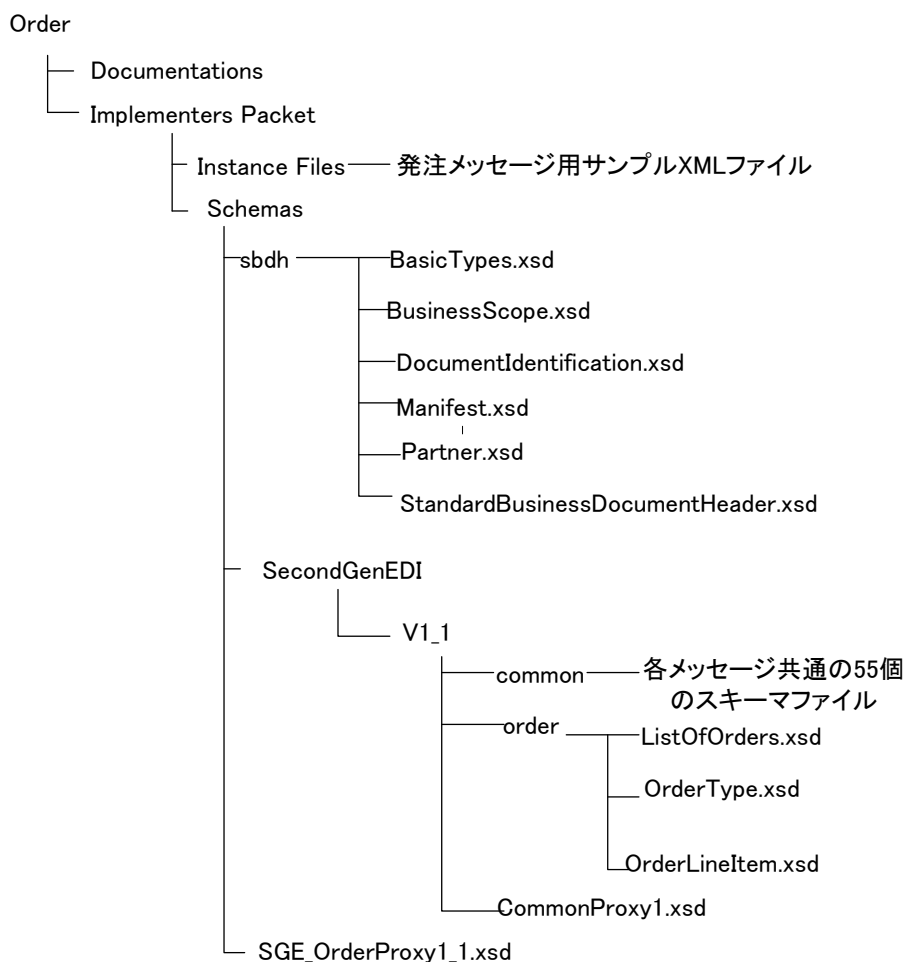 Order
Documentations
Implementers Packet
Instance Files
発注メッセージ用サンプルXMLファイル
Schemas
sbdh
BasicTypes.xsd
BusinessScope.xsd
DocumentIdentification.xsd
Manifest.xsd
Partner.xsd
StandardBusinessDocumentHeader.xsd
SecondGenEDI
V1_1
common
各メッセージ共通の55個
のスキーマファイル
order
ListOfOrders.xsd
OrderType.xsd
OrderLineItem.xsd
CommonProxy1.xsd
SGE_OrderProxy1_1.xsd